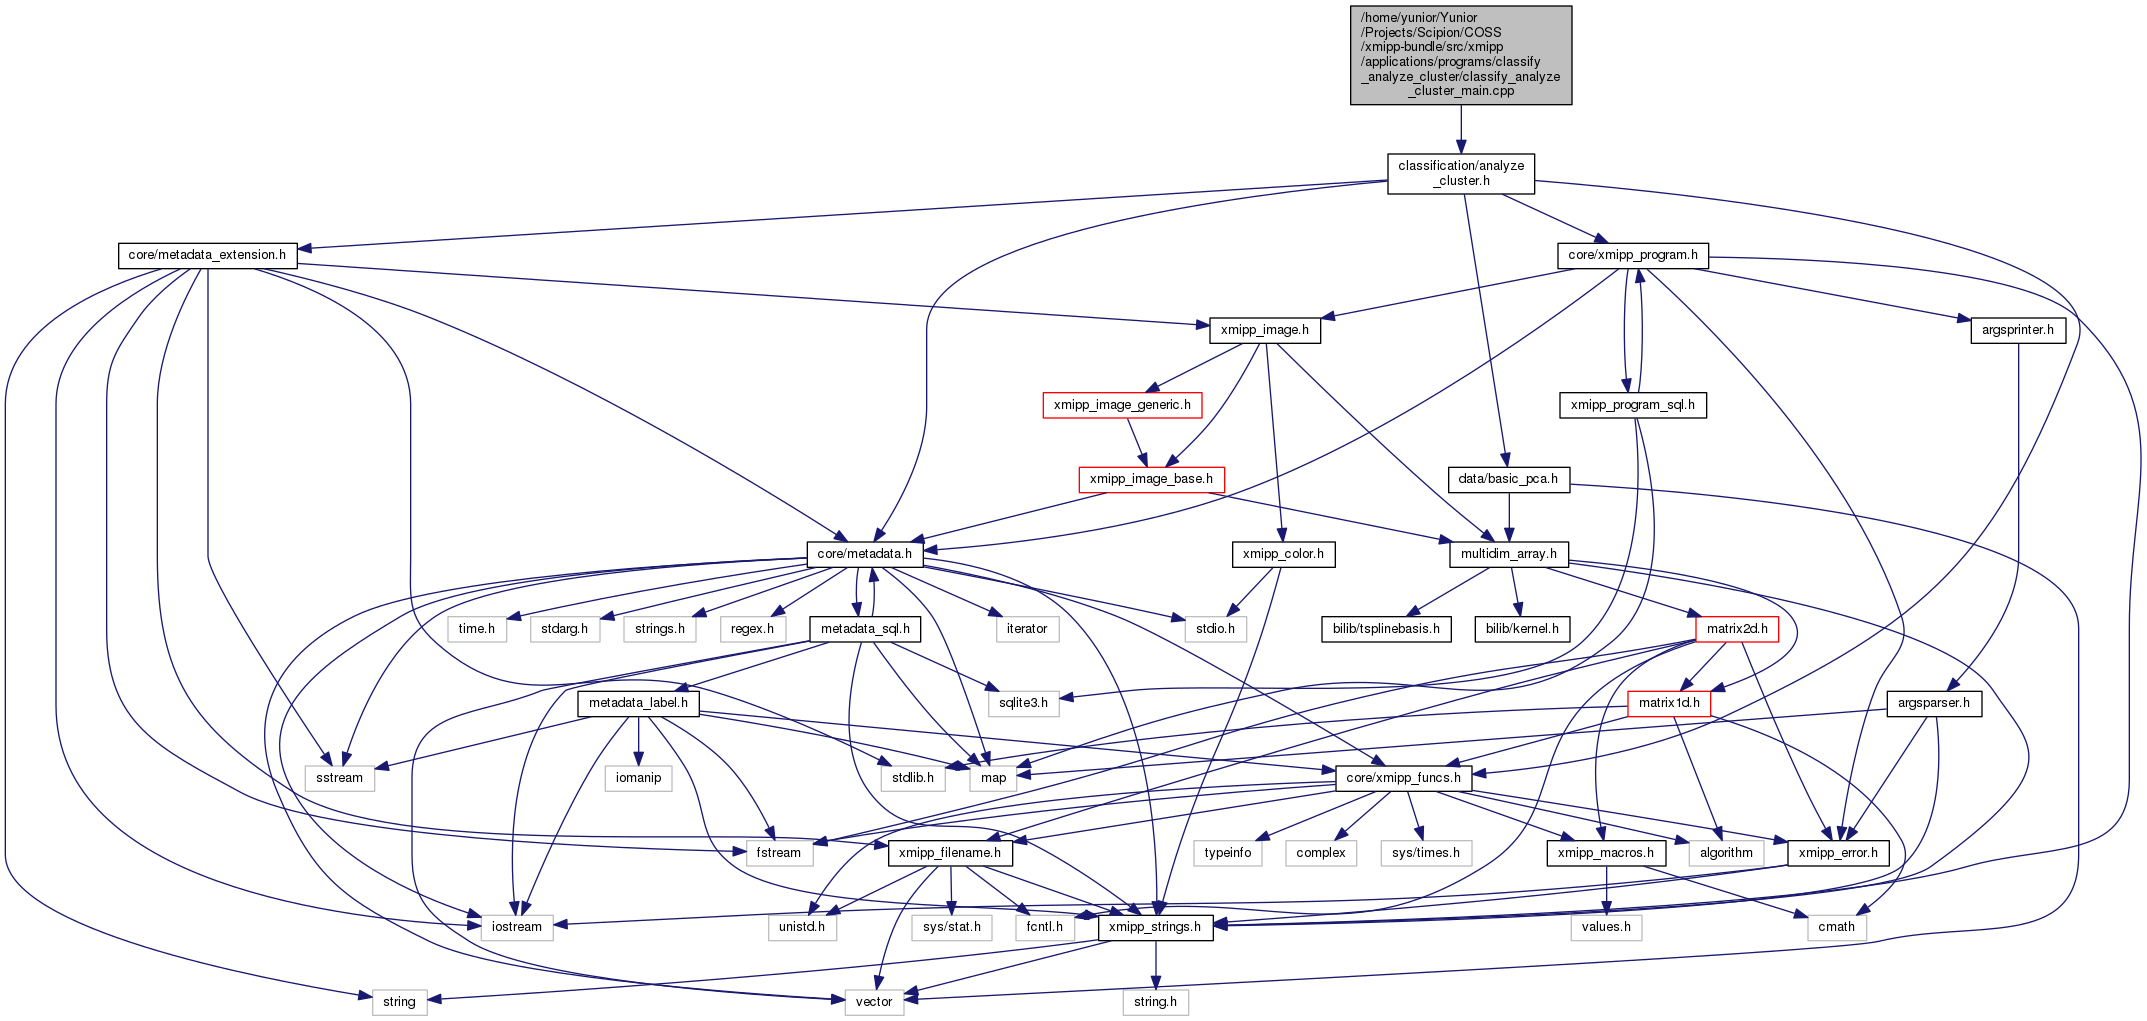 /home/yunior/Yunior
/Projects/Scipion/COSS
/xmipp-bundle/src/xmipp
/applications/programs/classify
_analyze_cluster/classify_analyze
_cluster_main.cpp
classification/analyze
_cluster.h
core/metadata_extension.h
core/xmipp_program.h
xmipp_image.h
argsprinter.h
xmipp_image_generic.h
xmipp_program_sql.h
xmipp_image_base.h
data/basic_pca.h
core/metadata.h
xmipp_color.h
multidim_array.h
time.h
stdarg.h
strings.h
regex.h
metadata_sql.h
iterator
stdio.h
bilib/tsplinebasis.h
bilib/kernel.h
matrix2d.h
metadata_label.h
sqlite3.h
matrix1d.h
argsparser.h
sstream
iomanip
stdlib.h
map
core/xmipp_funcs.h
fstream
xmipp_filename.h
typeinfo
complex
sys/times.h
xmipp_macros.h
algorithm
xmipp_error.h
iostream
unistd.h
sys/stat.h
fcntl.h
xmipp_strings.h
values.h
cmath
string
vector
string.h